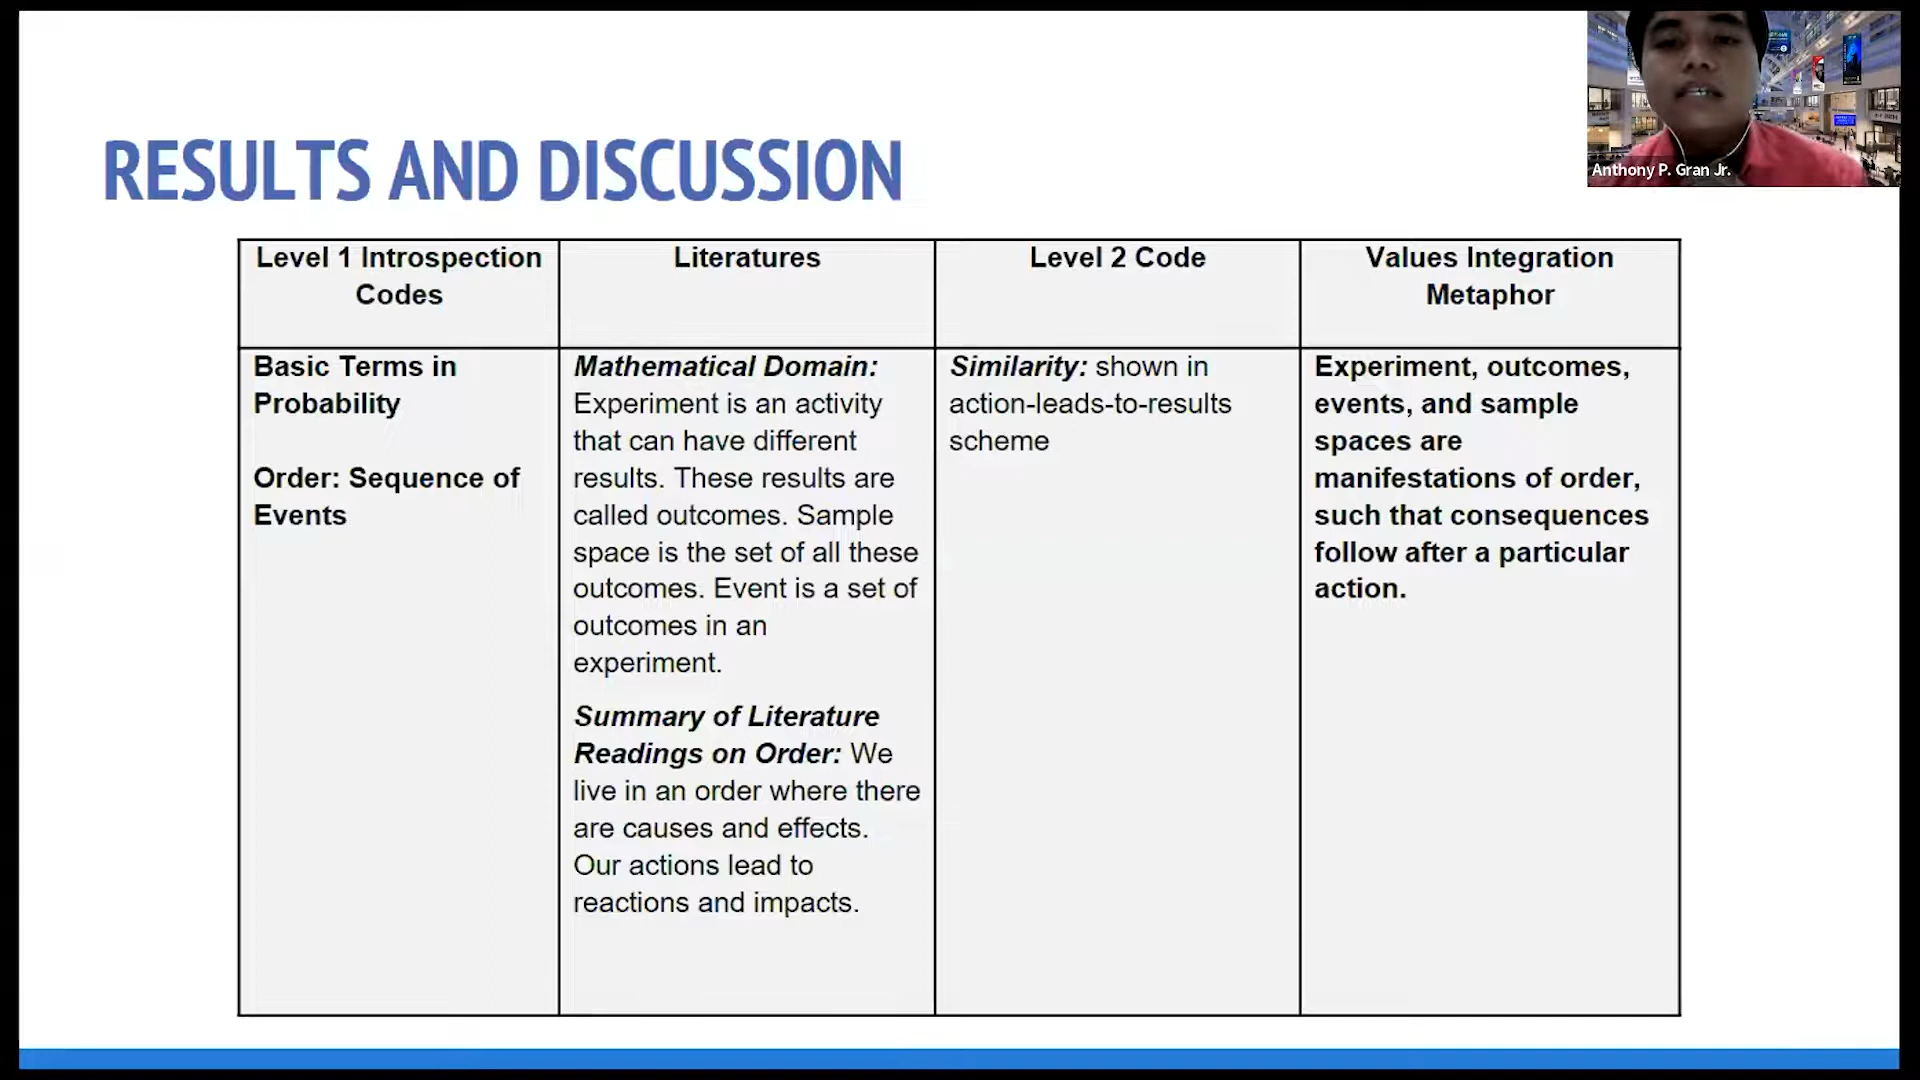 RESULTS AND DISCUSSION
Anthony P. Gran Jr.
Level 1 Introspection
Codes
Literatures
Level 2 Code
Values Integration
Metaphor
Basic Terms in
Probability
Order: Sequence of
Events
Mathematical Domain:
Experiment is an activity
that can have different
results. These results are
called outcomes. Sample
space is the set of all these
outcomes. Event is a set of
outcomes in an
experiment.
Summary of Literature
Readings on Order: We
live in an order where there
are causes and effects.
Our actions lead to
reactions and impacts.
Similarity: shown in
action-leads-to-results
scheme
Experiment, outcomes,
events, and sample
spaces are
manifestations of order,
such that consequences
follow after a particular
action.